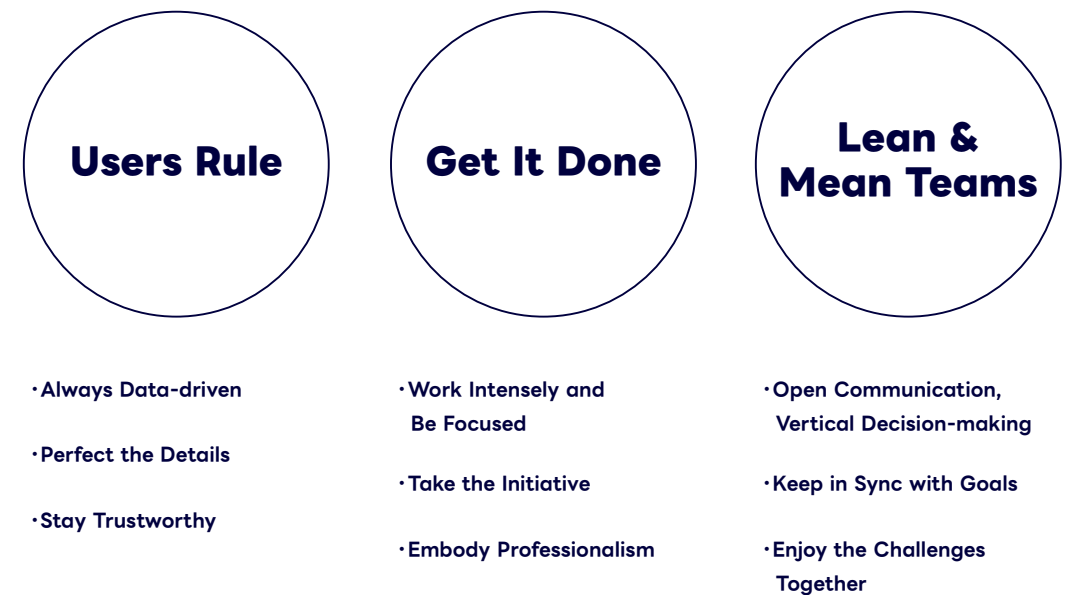 Users Rule
·Always Data-driven
·Perfect the Details
·Stay Trustworthy
Get It Done
·Work Intensely and
Be Focused
·Take the Initiative
·Embody Professionalism
Lean &
Mean Teams
·Open Communication,
Vertical Decision-making
·Keep in Sync with Goals
·Enjoy the Challenges
Together